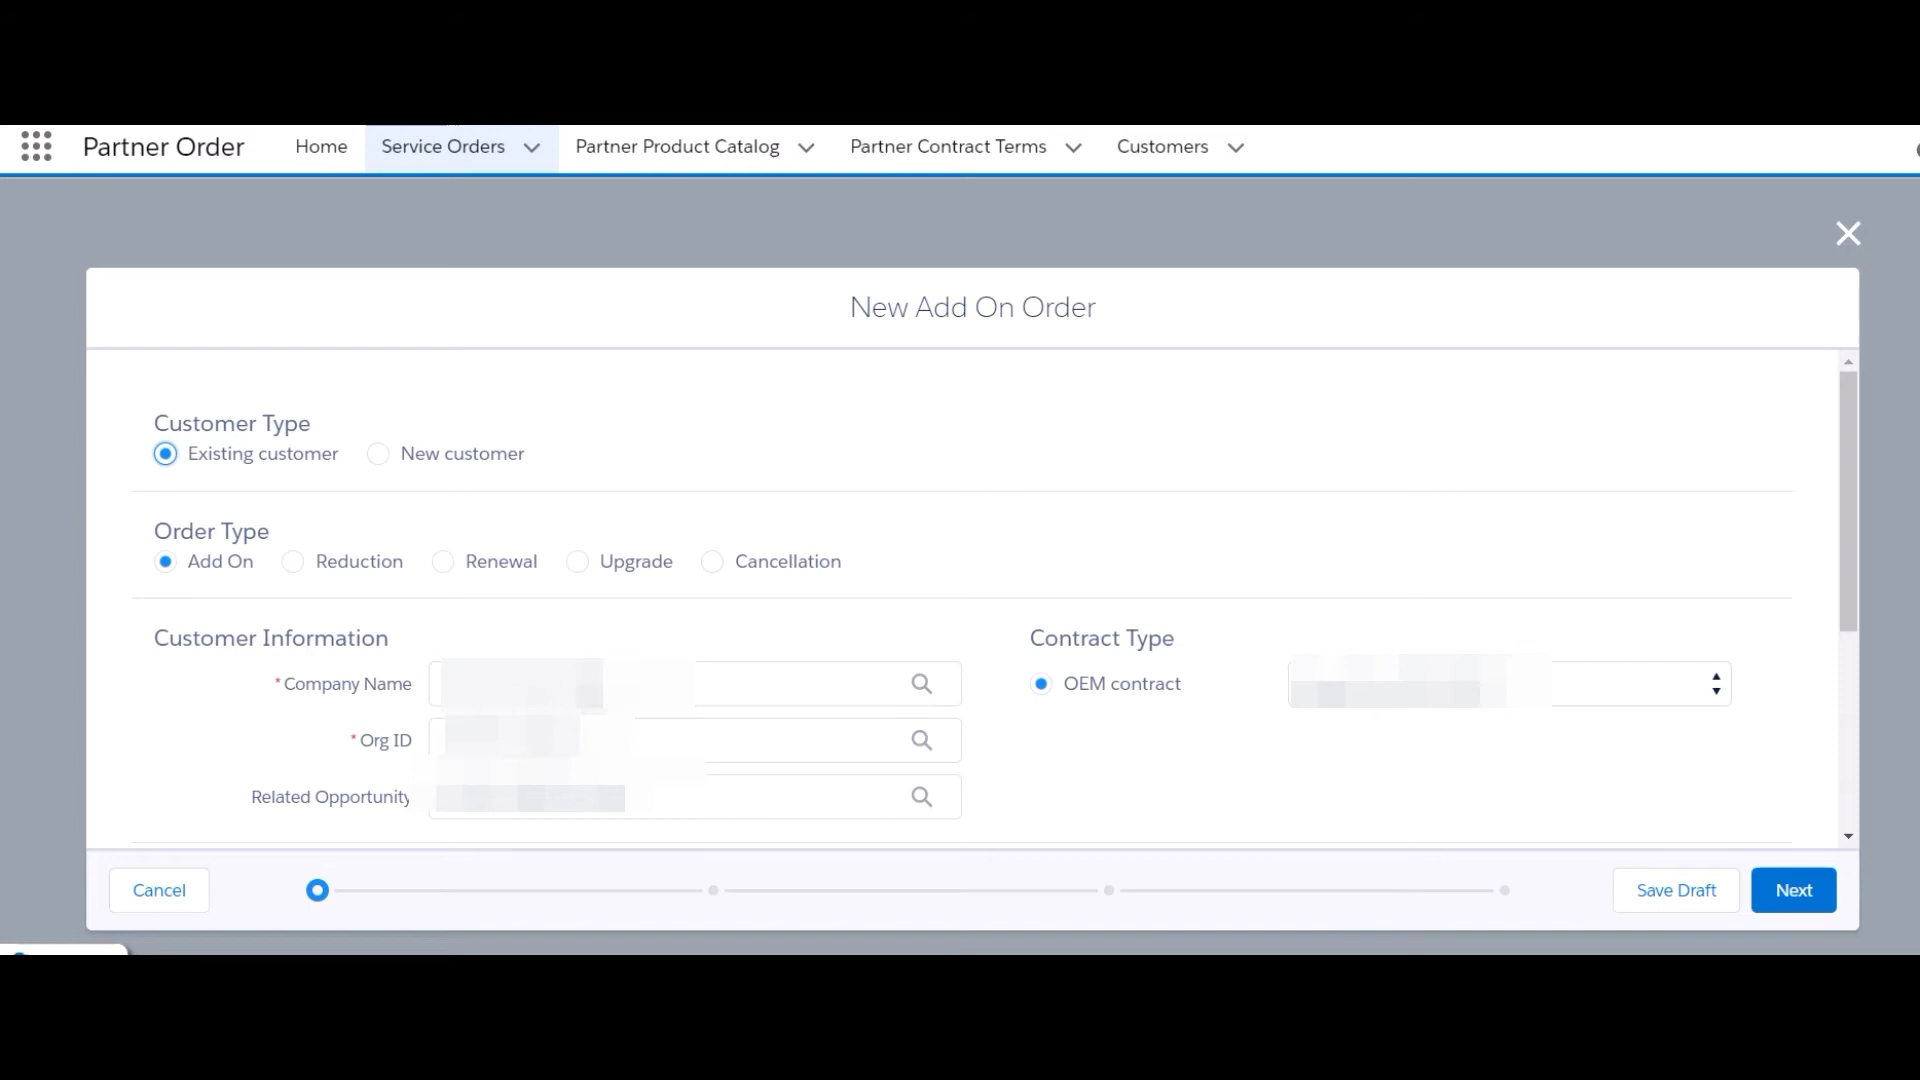 Partner Order Home Service Orders Partner Product Catalog Partner Contract Terms Customers
New Add On Order
Customer Type
Existing customer New customer
Order Type
Add On Reduction Renewal Upgrade Cancellation
Customer Information Contract Type
*Company Name OEM contract
*Org ID
Related Opportunity
Cancel Save Draft Next